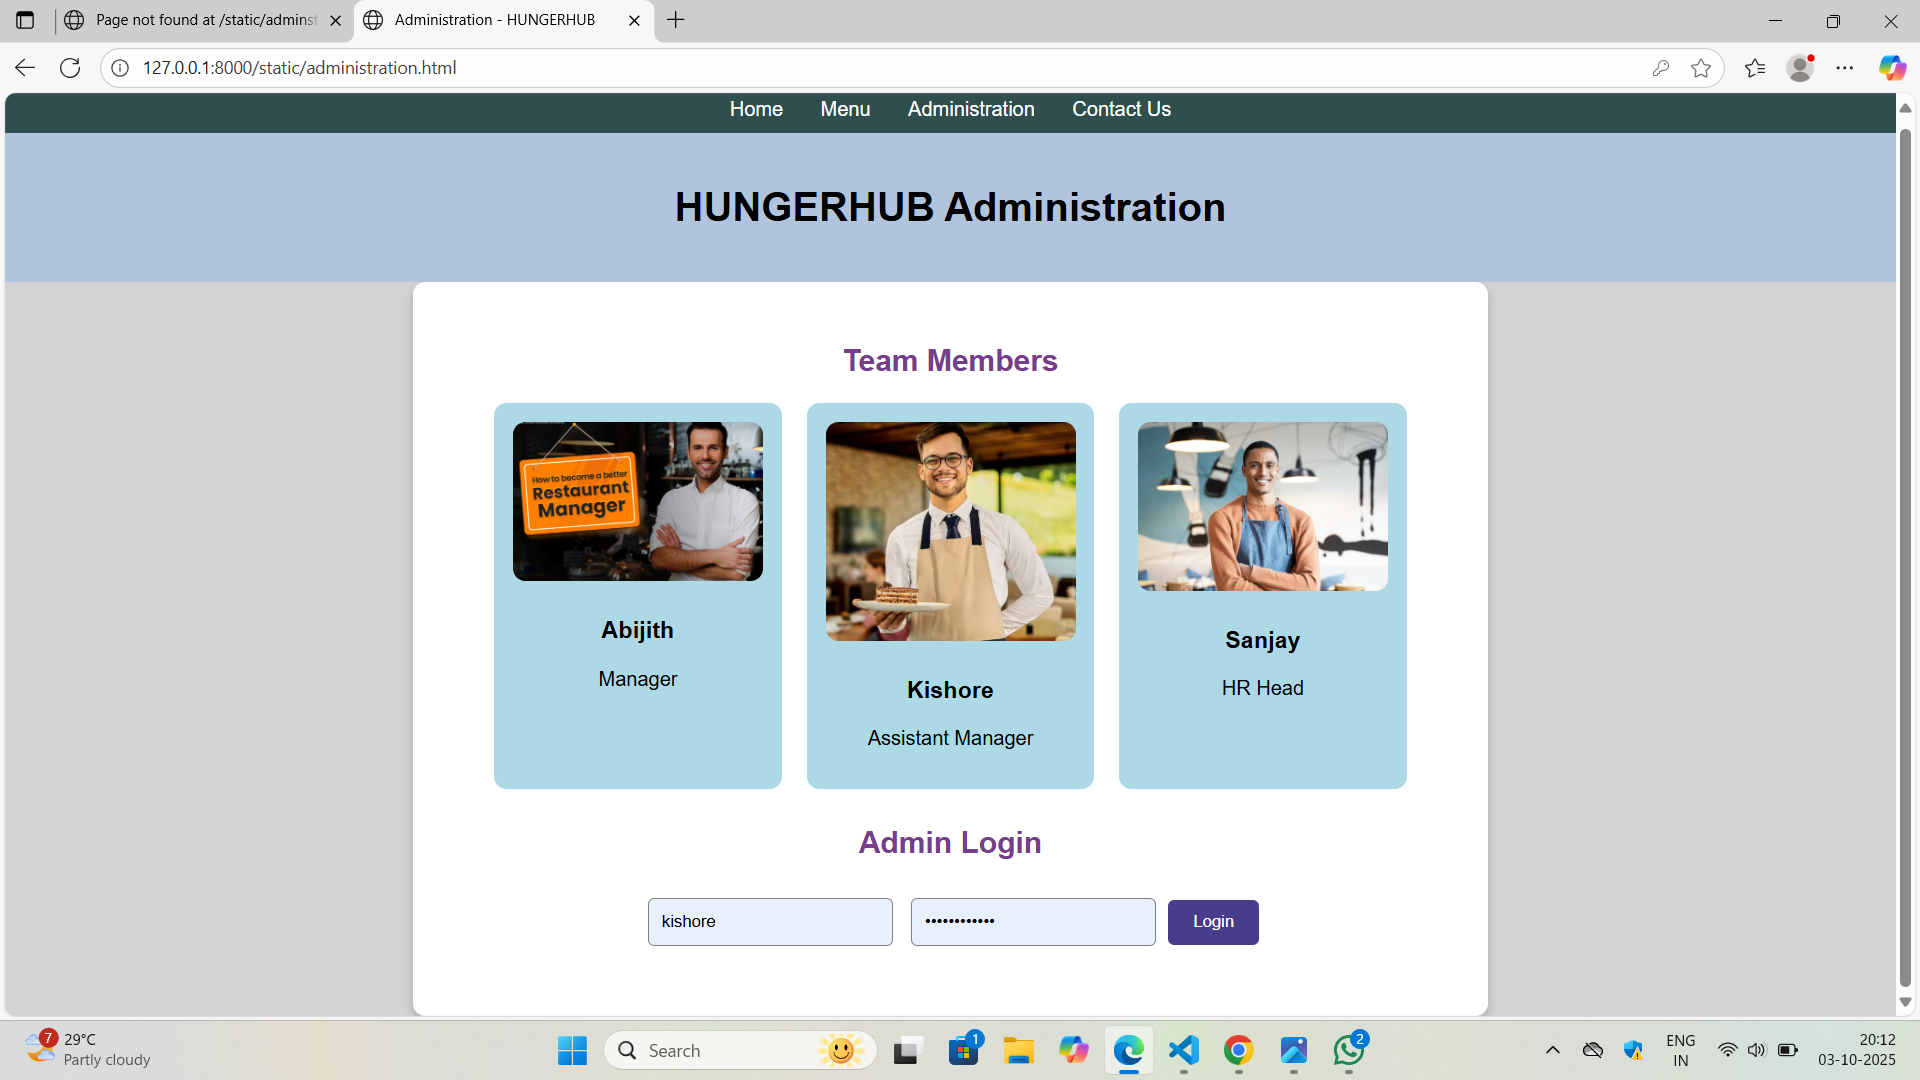 Page not found at /static/adminst
Administration - HUNGERHUB
127.0.0.1:8000/static/administration.html
Home Menu Administration Contact Us
HUNGERHUB Administration
Team Members
How to become a better
Restaurant
Manager
Abijith
Manager
Kishore
Assistant Manager
Sanjay
HR Head
Admin Login
kishore
••••••••••••
Login
7
29°C
Partly cloudy
Search
1
2
ENG
IN
20:12
03-10-2025